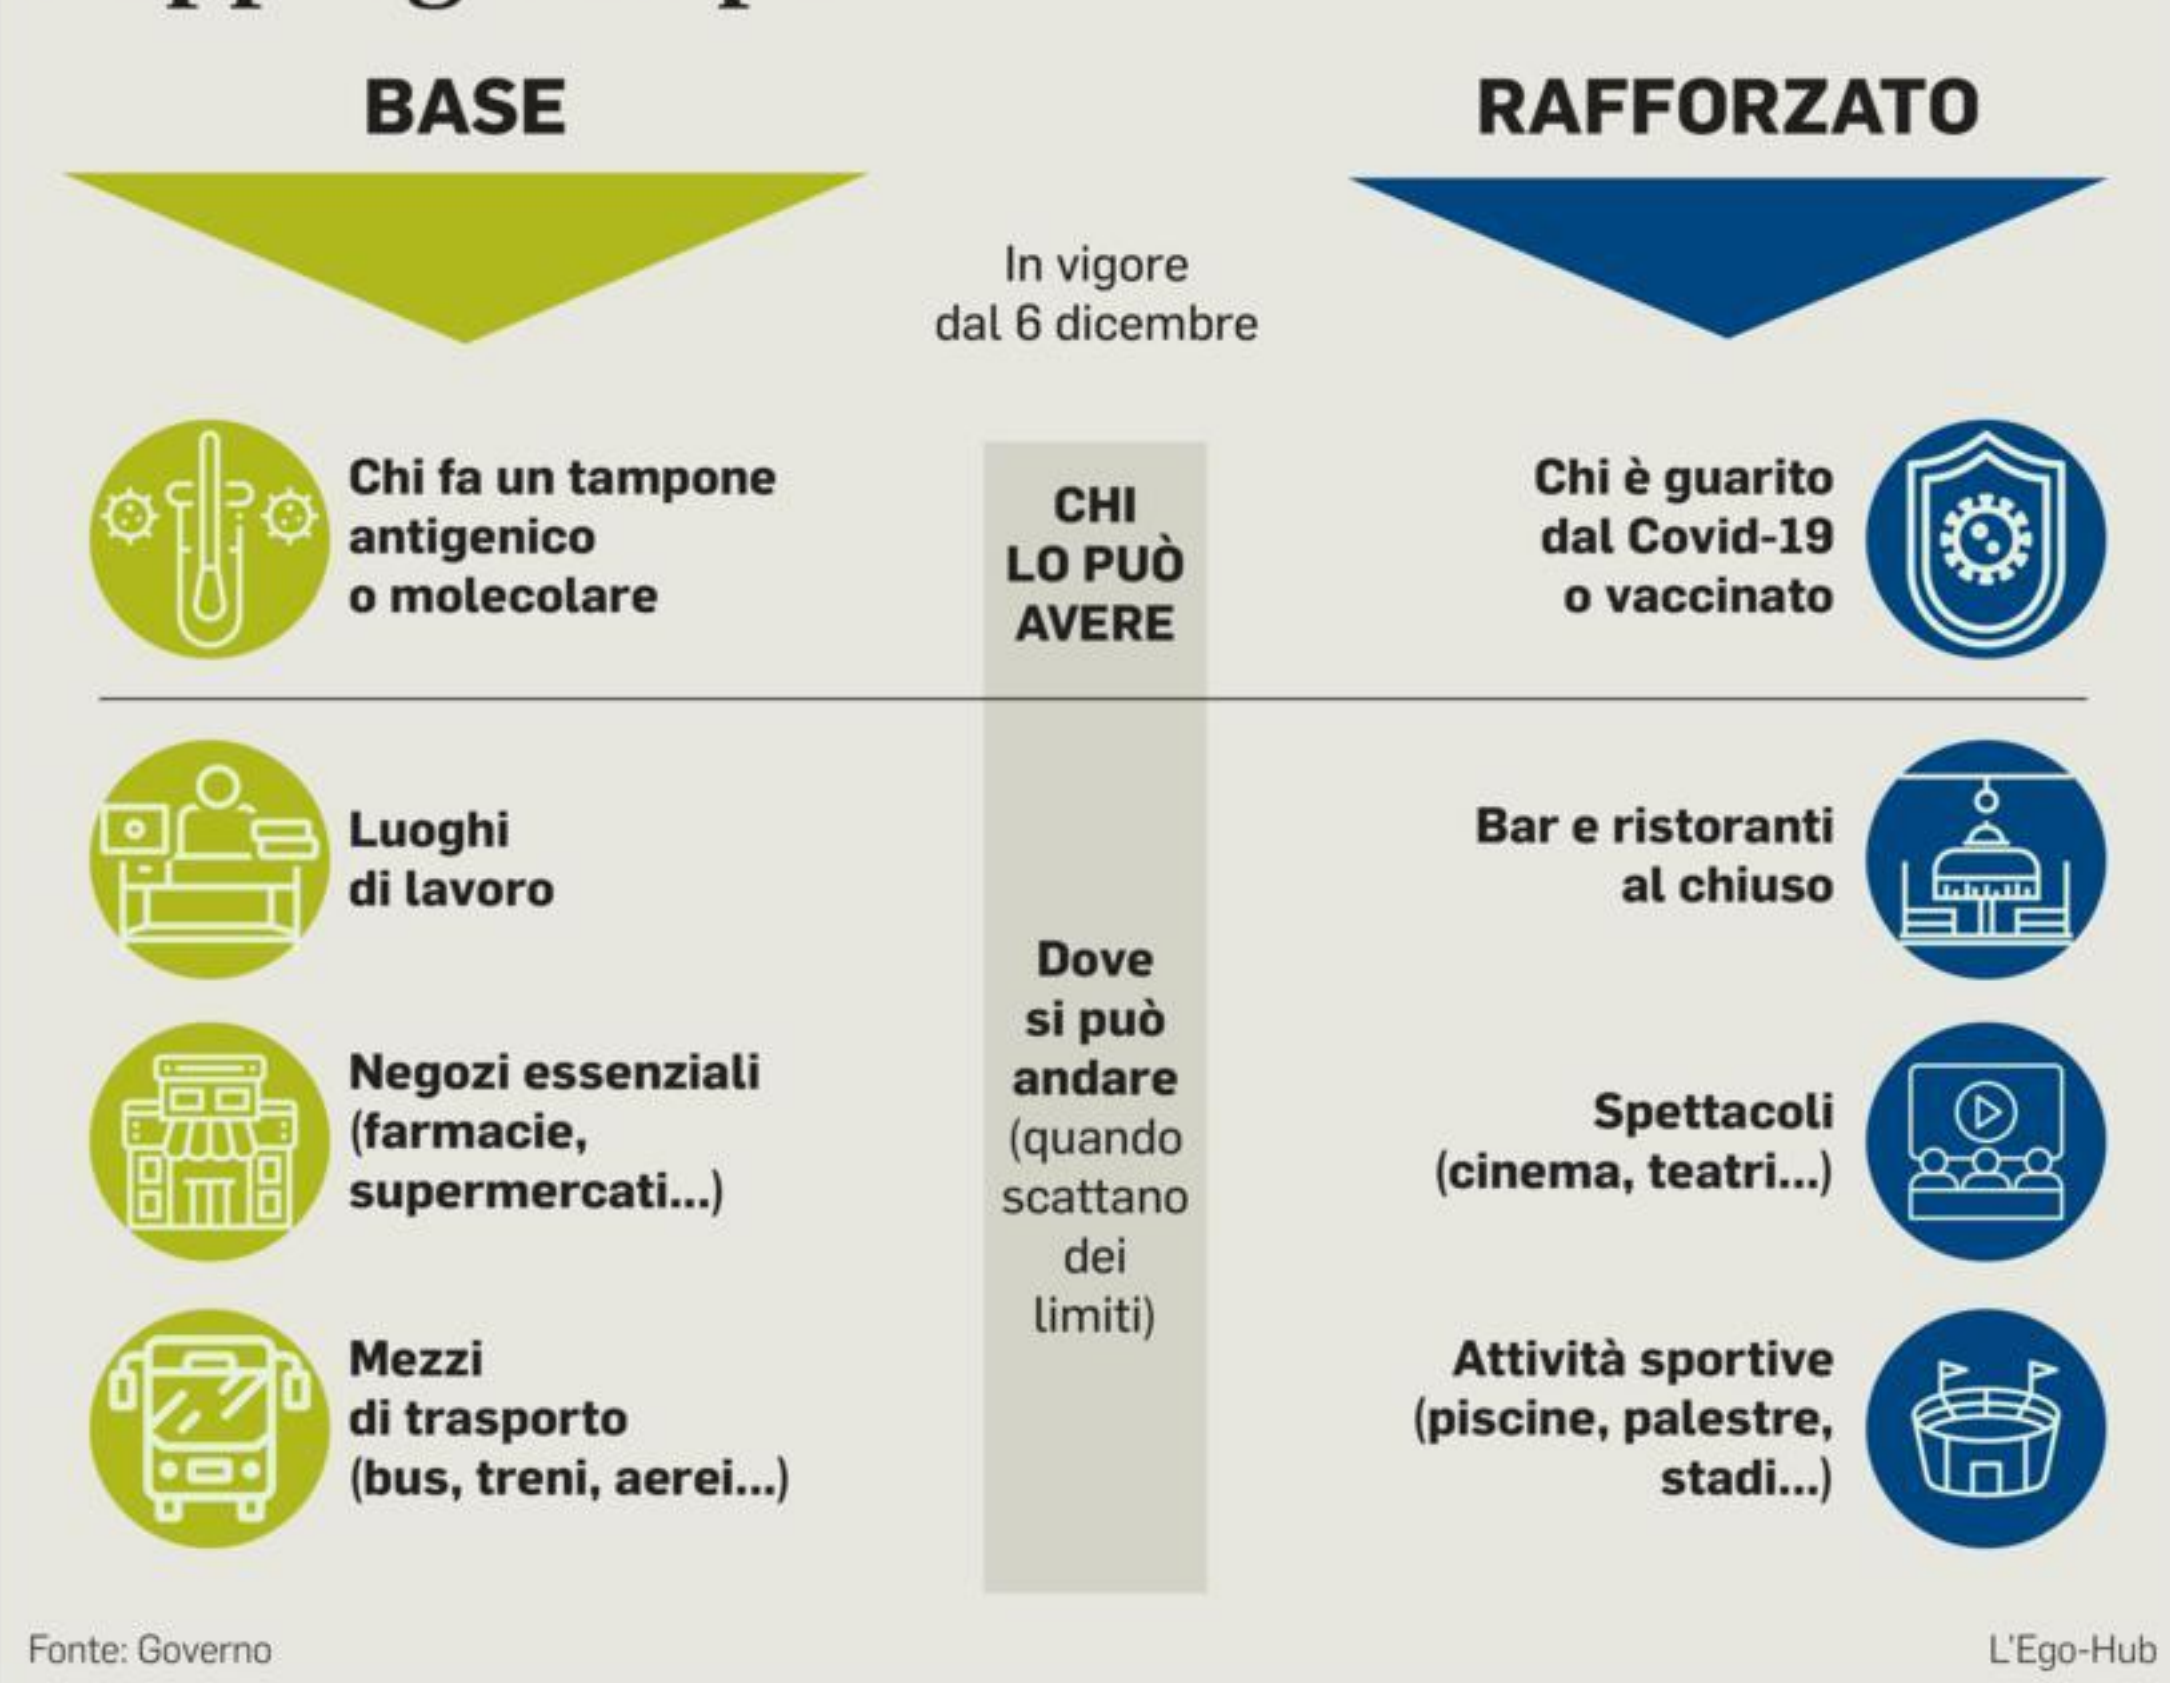 BASE
RAFFORZATO
In vigore
dal 6 dicembre
Chi fa un tampone
antigenico
o molecolare
CHI
LO PUÒ
AVERE
Chi è guarito
dal Covid-19
o vaccinato
Luoghi
di lavoro
Negozi essenziali
(farmacie,
supermercati...)
Mezzi
di trasporto
(bus, treni, aerei...)
Dove
si può
andare
(quando
scattano
dei
limiti)
Bar e ristoranti
al chiuso
Spettacoli
(cinema, teatri...)
Attività sportive
(piscine, palestre,
stadi...)
Fonte: Governo
L'Ego-Hub